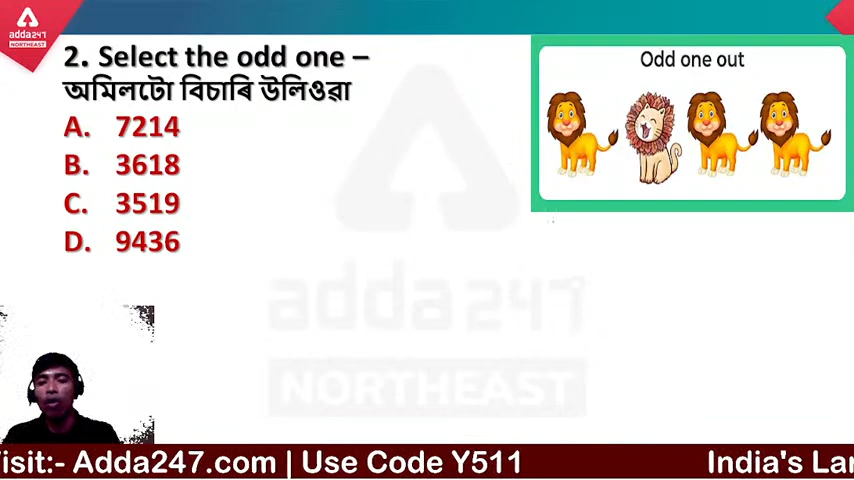 adda247
NORTHEAST
2. Select the odd one –
অমিলটো বিচাৰি উলিওৱা
A. 7214
B. 3618
C. 3519
D. 9436
Odd one out
adda247
NORTHEAST
isit:- Adda247.com | Use Code Y511
India's Lar